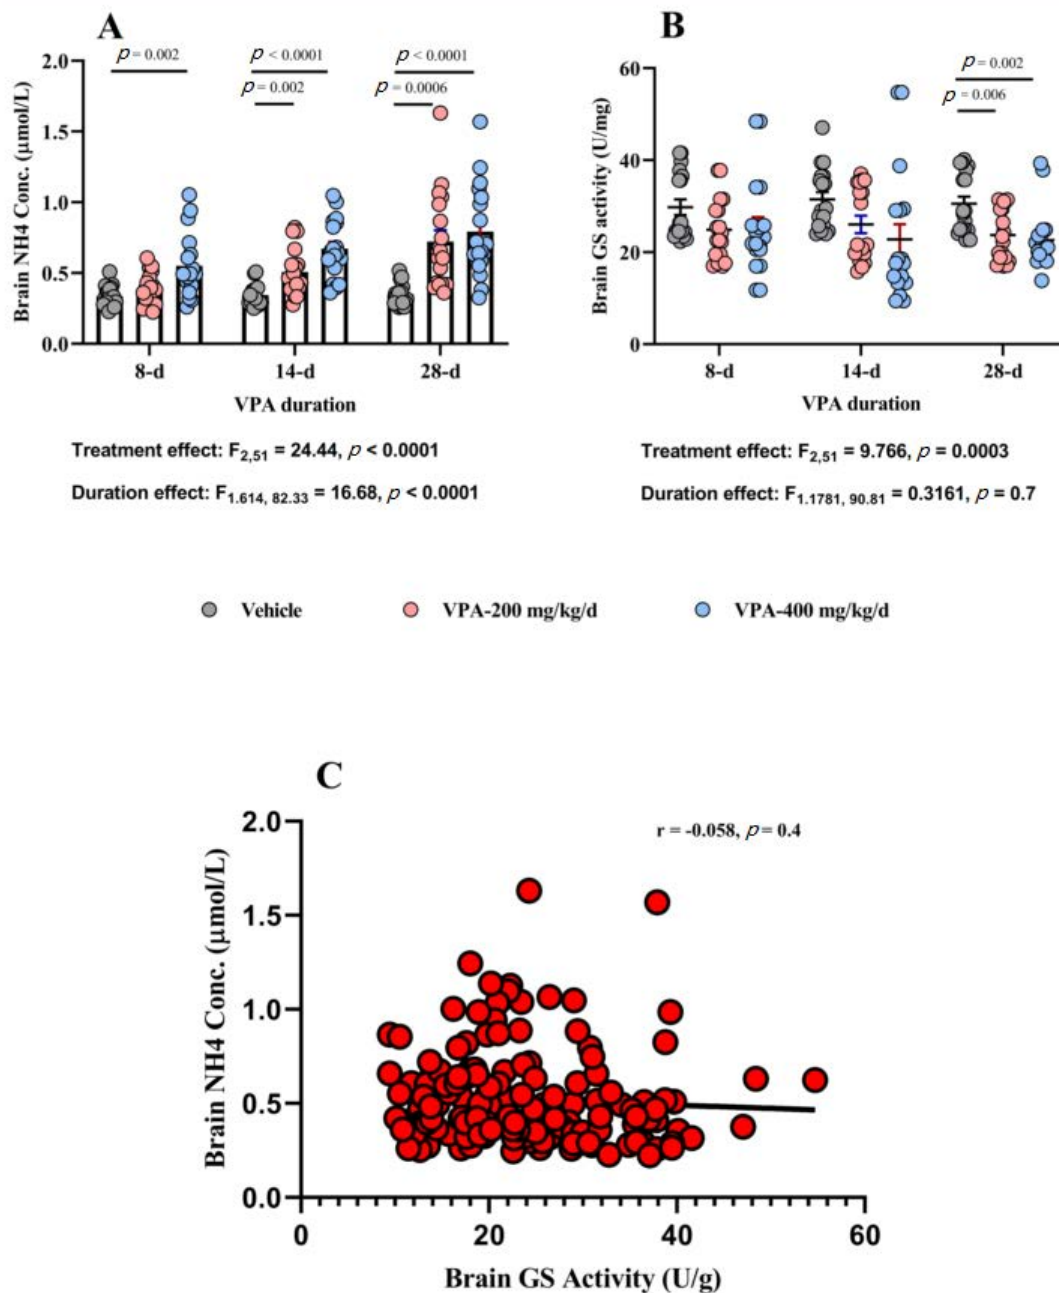 A
B
p = 0.002
p < 0.0001
p < 0.0001
p = 0.002
p = 0.0006
p = 0.002
p = 0.006
Brain NH4 Conc. (μmol/L)
2.0
1.5
1.0
0.5
0.0
8-d
14-d
28-d
VPA duration
Brain GS activity (U/mg)
60
40
20
0
8-d
14-d
28-d
VPA duration
Treatment effect: F2,51 = 24.44, p < 0.0001
Duration effect: F1.614, 82.33 = 16.68, p < 0.0001
Treatment effect: F2,51 = 9.766, p = 0.0003
Duration effect: F1.1781, 90.81 = 0.3161, p = 0.7
Vehicle
VPA-200 mg/kg/d
VPA-400 mg/kg/d
C
r = -0.058, p = 0.4
Brain NH4 Conc. (μmol/L)
2.0
1.5
1.0
0.5
0.0
0
20
40
60
Brain GS Activity (U/g)